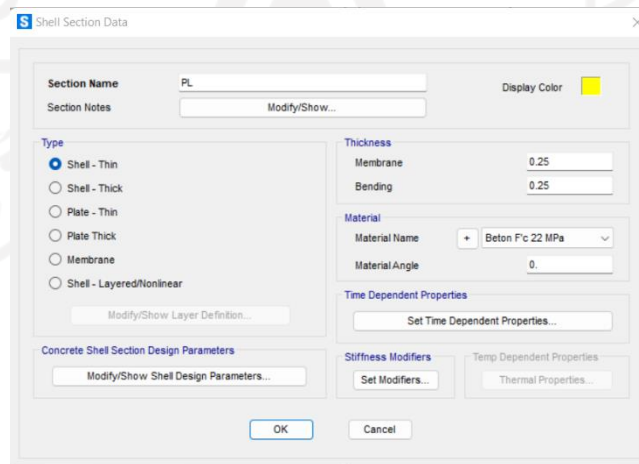 S Shell Section Data
Section Name PL Display Color
Section Notes Modify/Show...
Type
Shell - Thin
Shell - Thick
Plate - Thin
Plate Thick
Membrane
Shell - Layered/Nonlinear
Modify/Show Layer Definition...
Concrete Shell Section Design Parameters
Modify/Show Shell Design Parameters...
Thickness
Membrane 0.25
Bending 0.25
Material
Material Name + Beton F'c 22 MPa
Material Angle 0.
Time Dependent Properties
Set Time Dependent Properties...
Stiffness Modifiers
Set Modifiers...
Temp Dependent Properties
Thermal Properties...
OK Cancel